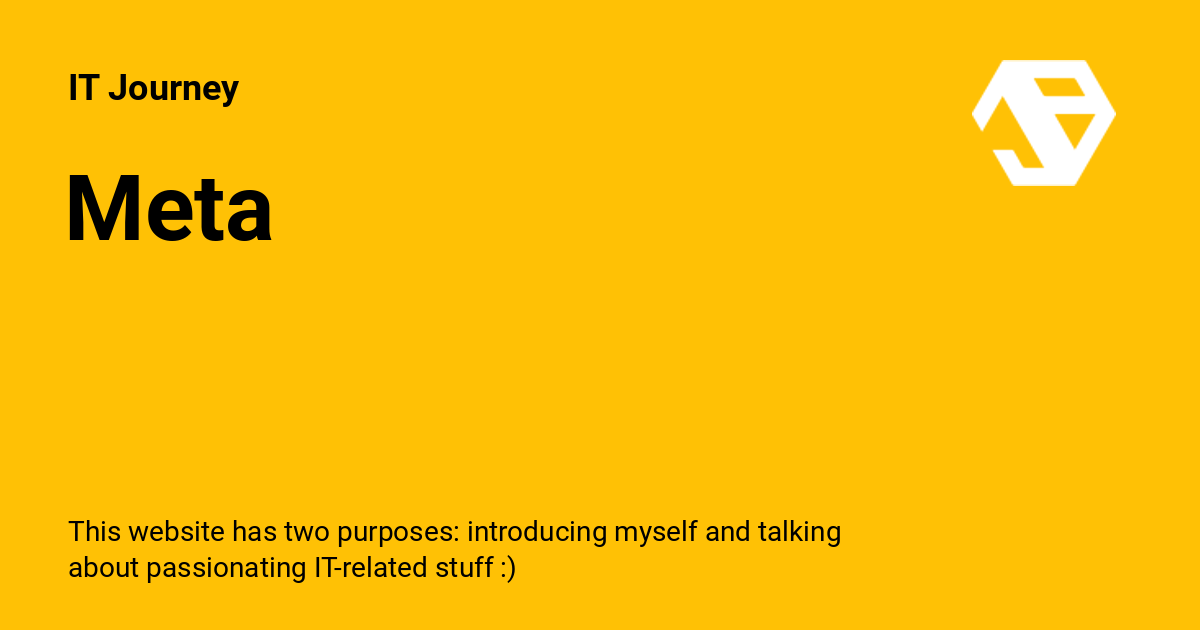 IT Journey
Meta
This website has two purposes: introducing myself and talking
about passionating IT-related stuff :)